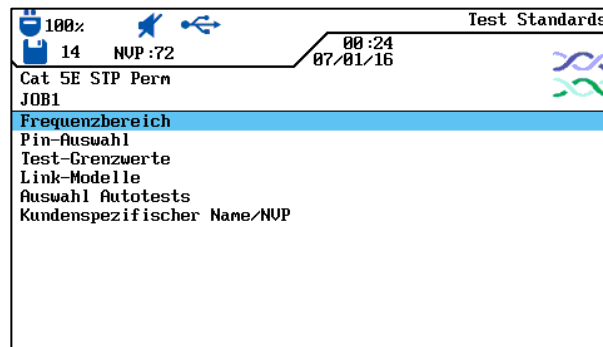 100%
Test Standards
14 NVP:72
00:24
07/01/16
Cat 5E STP Perm
JOB1
Frequenzbereich
Pin-Auswahl
Test-Grenzwerte
Link-Modelle
Auswahl Autotests
Kundenspezifischer Name/NVP